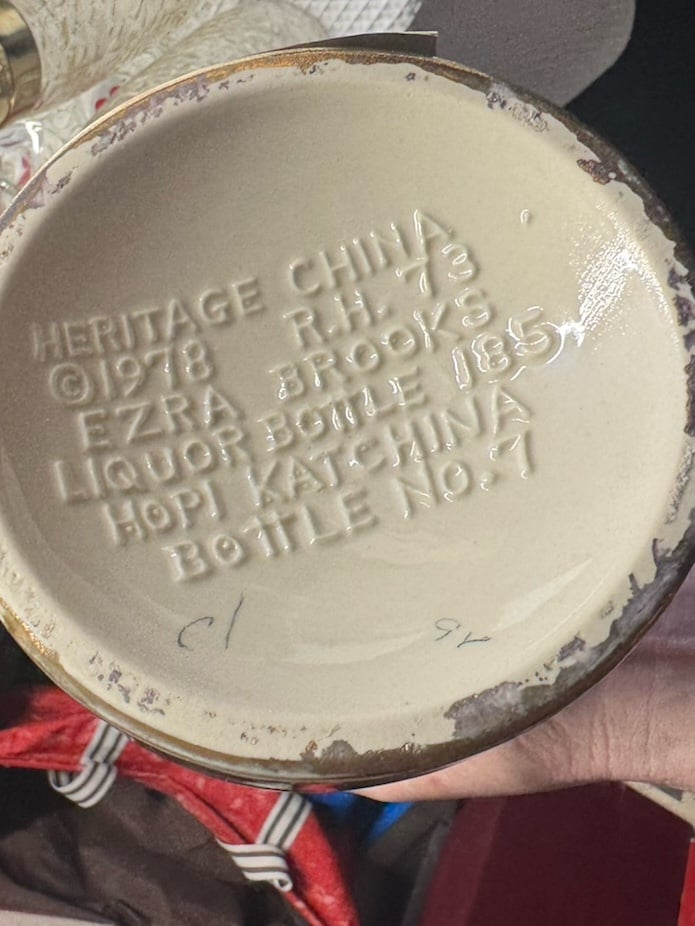 HERITAGE CHINA
©1978 R.H. 73
EZRA BROOKS
LIQUOR BOTTLE 185
HOPI KATCHINA
BOTTLE NO. 7